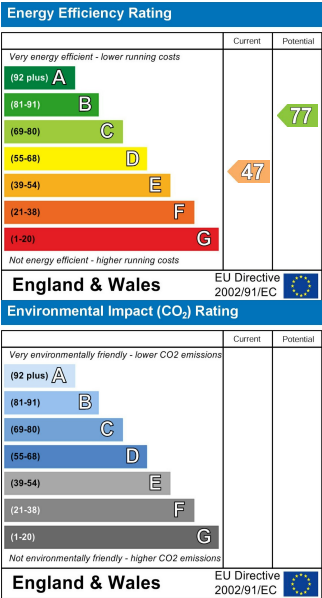 Energy Efficiency Rating
Current Potential
Very energy efficient - lower running costs
(92 plus) A
(81-91) B
(69-80) C
(55-68) D
(39-54) E
(21-38) F
(1-20) G
77
47
Not energy efficient - higher running costs
England & Wales
EU Directive
2002/91/EC
Environmental Impact (CO₂) Rating
Current Potential
Very environmentally friendly - lower CO2 emissions
(92 plus) A
(81-91) B
(69-80) C
(55-68) D
(39-54) E
(21-38) F
(1-20) G
Not environmentally friendly - higher CO2 emissions
England & Wales
EU Directive
2002/91/EC